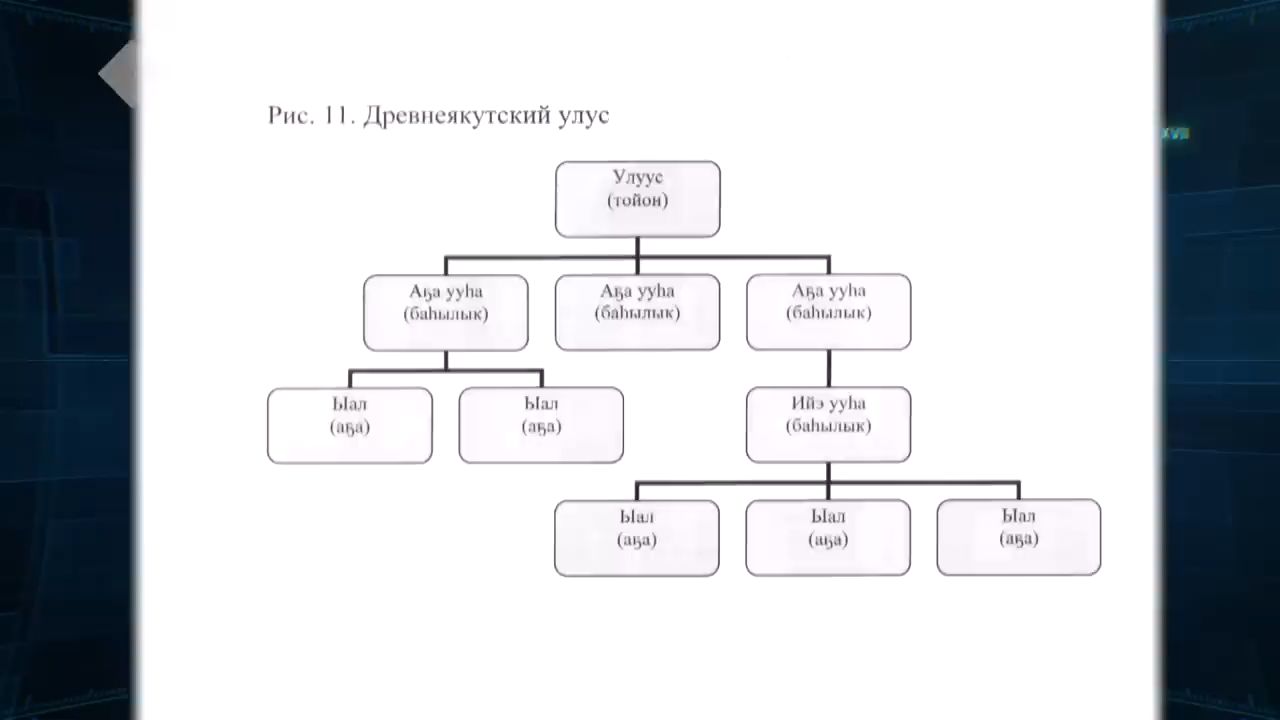 Рис. 11. Древнеякутский улус
Улуус
(тойон)
Аҕа ууһа
(баһылык)
Аҕа ууһа
(баһылык)
Аҕа ууһа
(баһылык)
Ыал
(аҕа)
Ыал
(аҕа)
Ийэ ууһа
(баһылык)
Ыал
(аҕа)
Ыал
(аҕа)
Ыал
(аҕа)